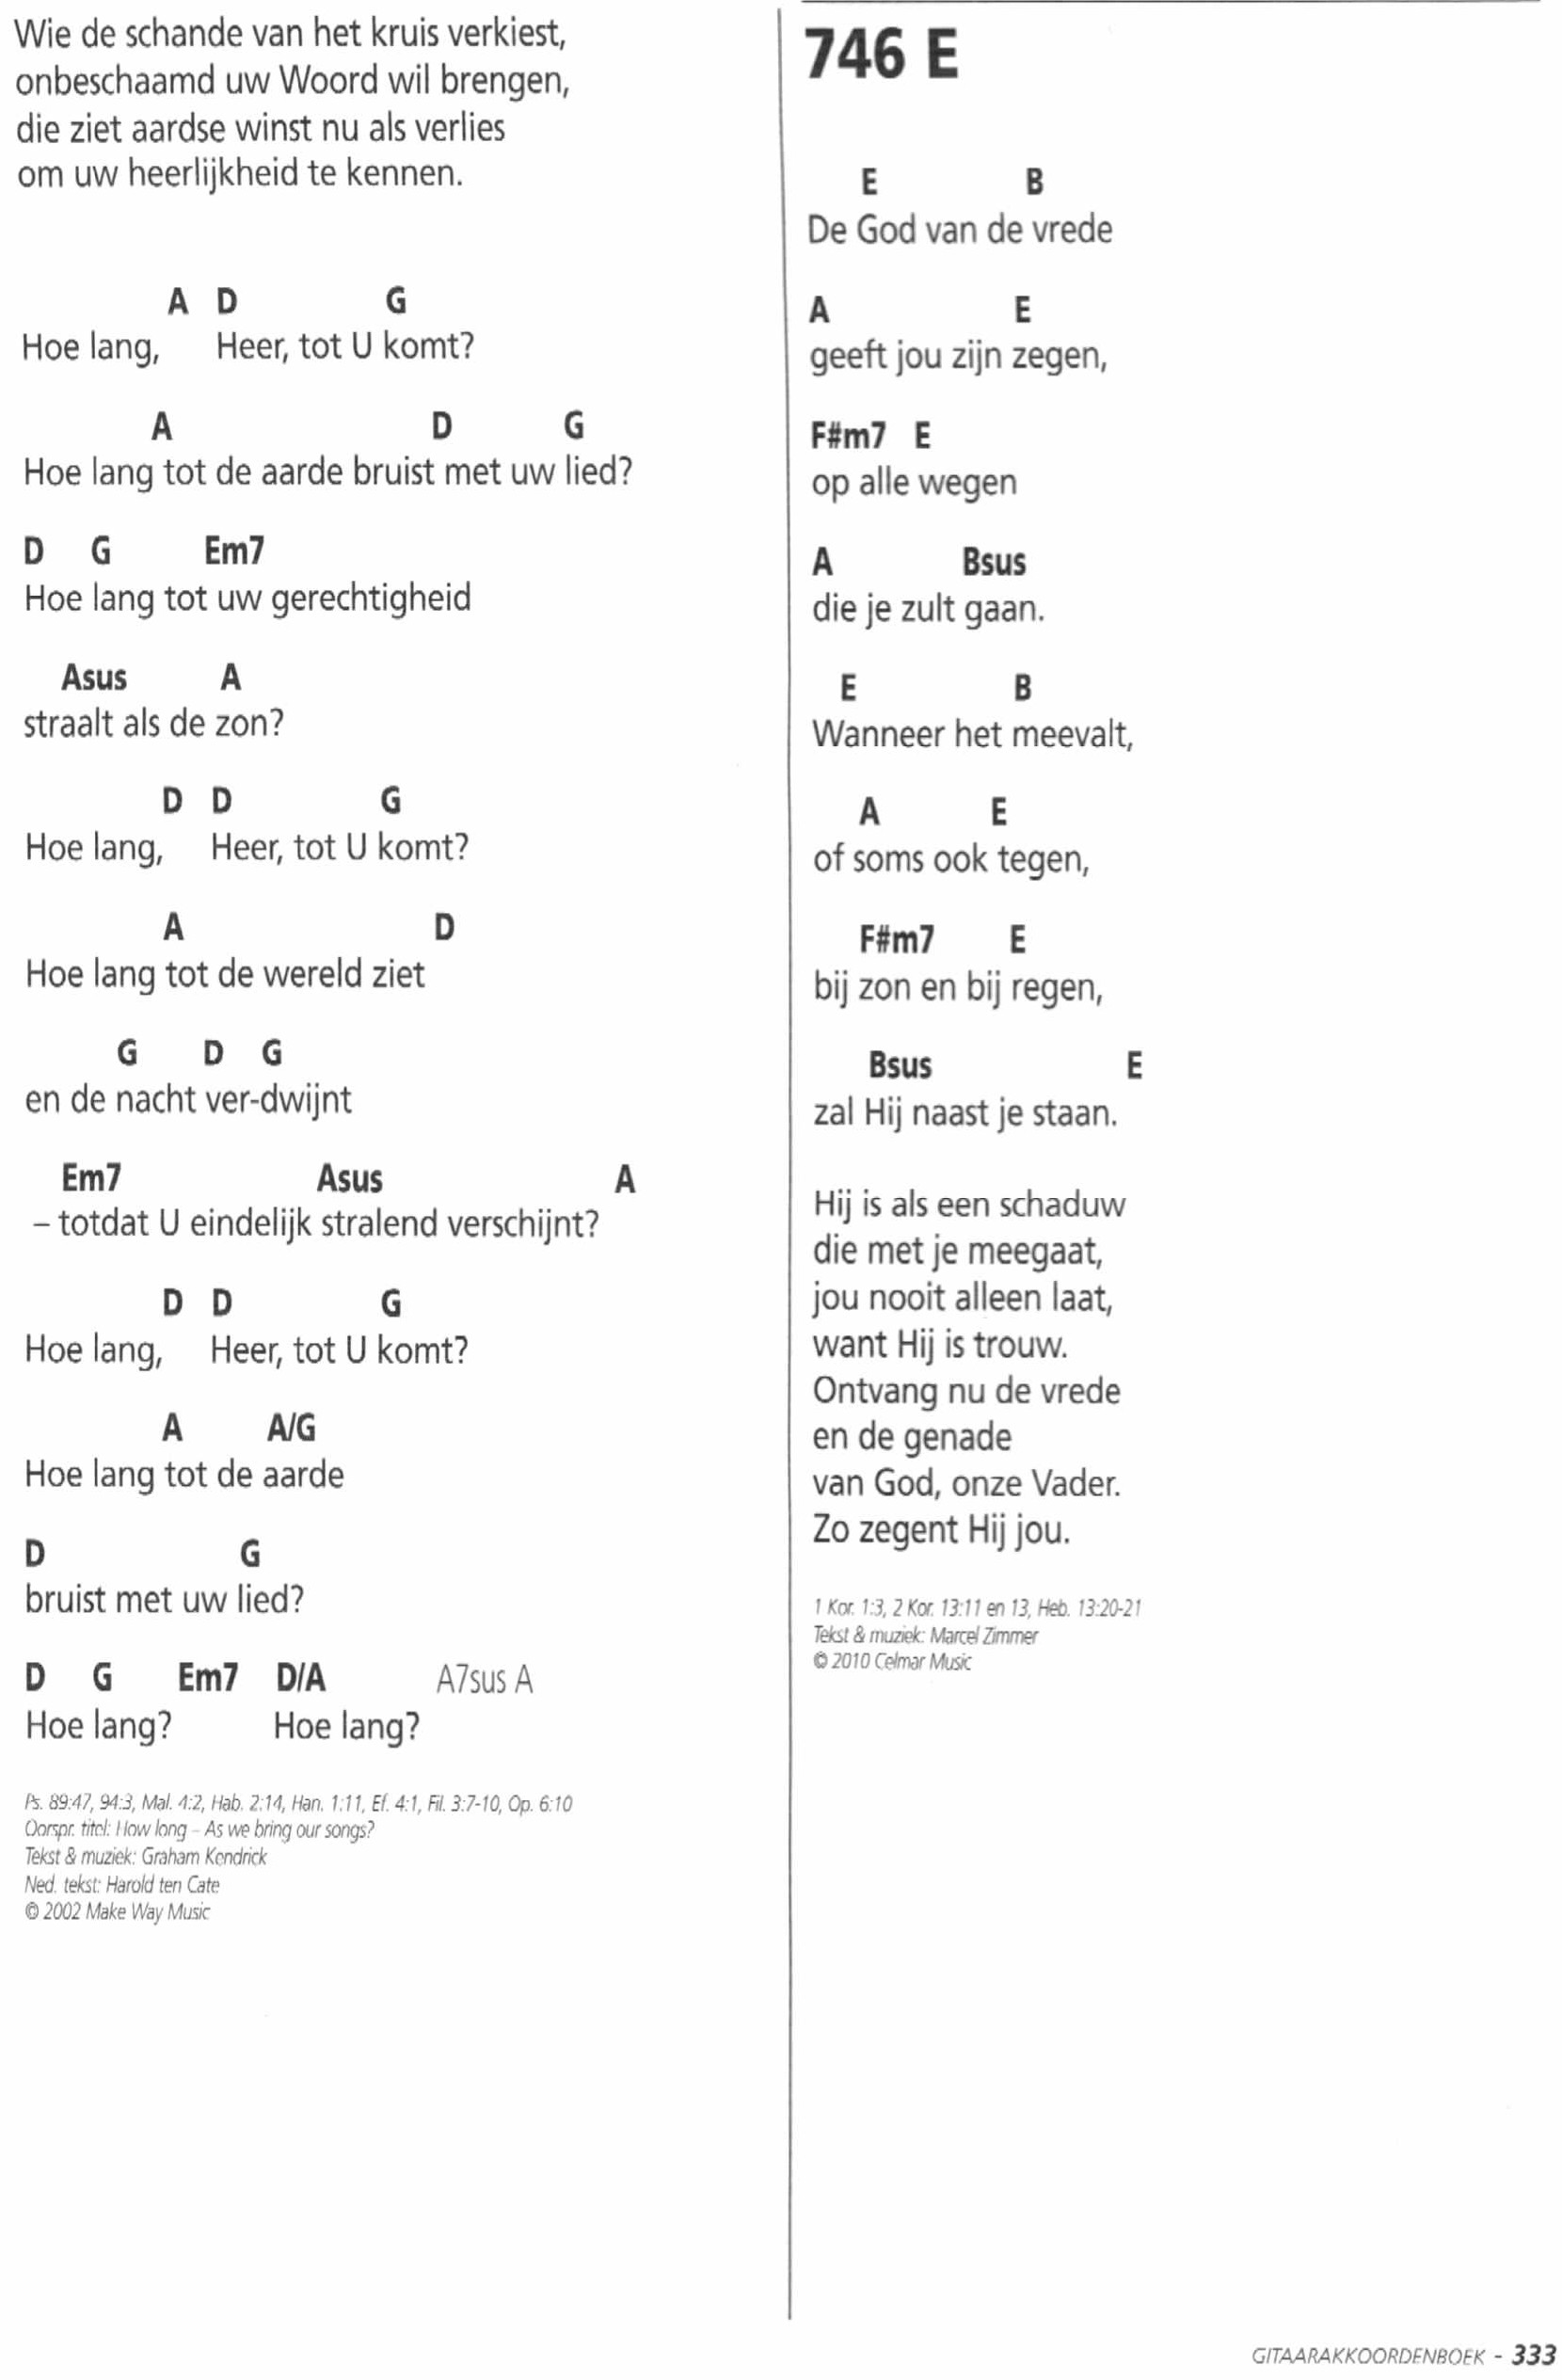 Wie de schande van het kruis verkiest,
onbeschaamd uw Woord wil brengen,
die ziet aardse winst nu als verlies
om uw heerlijkheid te kennen.
A D G
Hoe lang, Heer, tot U komt?
A D G
Hoe lang tot de aarde bruist met uw lied?
D G Em7
Hoe lang tot uw gerechtigheid
Asus A
straalt als de zon?
D D G
Hoe lang, Heer, tot U komt?
A D
Hoe lang tot de wereld ziet
G D G
en de nacht ver-dwijnt
Em7 Asus A
– totdat U eindelijk stralend verschijnt?
D D G
Hoe lang, Heer, tot U komt?
A A/G
Hoe lang tot de aarde
D G
bruist met uw lied?
D G Em7 D/A A7sus A
Hoe lang? Hoe lang?
Ps. 89:47, 94:3, Mal. 4:2, Hab. 2:14, Han. 1:11, Ef. 4:1, Fil. 3:7-10, Op. 6:10
Oorspr. titel: How long – As we bring our songs?
Tekst & muziek: Graham Kendrick
Ned. tekst: Harold ten Cate
© 2002 Make Way Music
746 E
E B
De God van de vrede
A E
geeft jou zijn zegen,
F#m7 E
op alle wegen
A Bsus
die je zult gaan.
E B
Wanneer het meevalt,
A E
of soms ook tegen,
F#m7 E
bij zon en bij regen,
Bsus E
zal Hij naast je staan.
Hij is als een schaduw
die met je meegaat,
jou nooit alleen laat,
want Hij is trouw.
Ontvang nu de vrede
en de genade
van God, onze Vader.
Zo zegent Hij jou.
1 Kor. 1:3, 2 Kor. 13:11 en 13, Heb. 13:20-21
Tekst & muziek: Marcel Zimmer
© 2010 Celmar Music
GITAARAKKOORDENBOEK - 333